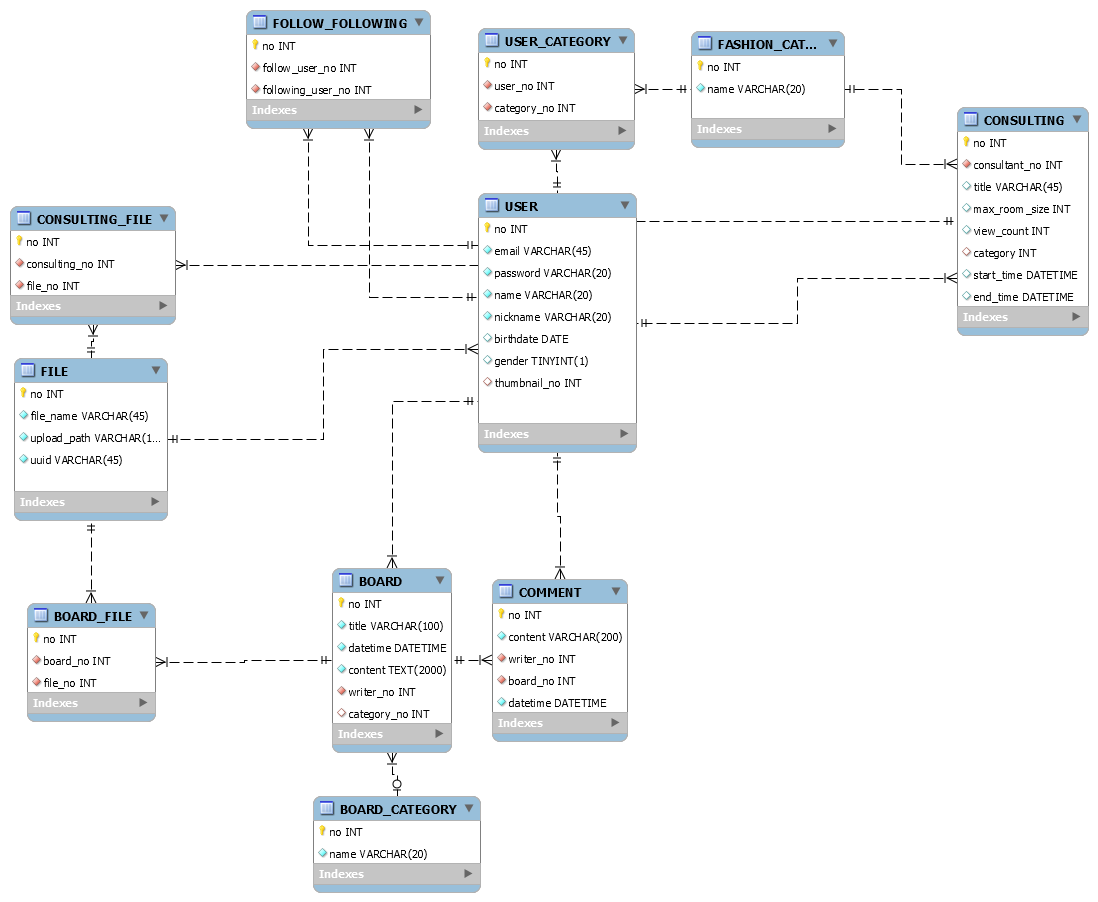 FOLLOW_FOLLOWING
no INT
follow_user_no INT
following_user_no INT
Indexes
USER_CATEGORY
no INT
user_no INT
category_no INT
Indexes
FASHION_CAT...
no INT
name VARCHAR(20)
Indexes
CONSULTING
no INT
consultant_no INT
title VARCHAR(45)
max_room_size INT
view_count INT
category INT
start_time DATETIME
end_time DATETIME
Indexes
CONSULTING_FILE
no INT
consulting_no INT
file_no INT
Indexes
USER
no INT
email VARCHAR(45)
password VARCHAR(20)
name VARCHAR(20)
nickname VARCHAR(20)
birthdate DATE
gender TINYINT(1)
thumbnail_no INT
Indexes
FILE
no INT
file_name VARCHAR(45)
upload_path VARCHAR(1...
uuid VARCHAR(45)
Indexes
BOARD_FILE
no INT
board_no INT
file_no INT
Indexes
BOARD
no INT
title VARCHAR(100)
datetime DATETIME
content TEXT(2000)
writer_no INT
category_no INT
Indexes
COMMENT
no INT
content VARCHAR(200)
writer_no INT
board_no INT
datetime DATETIME
Indexes
BOARD_CATEGORY
no INT
name VARCHAR(20)
Indexes